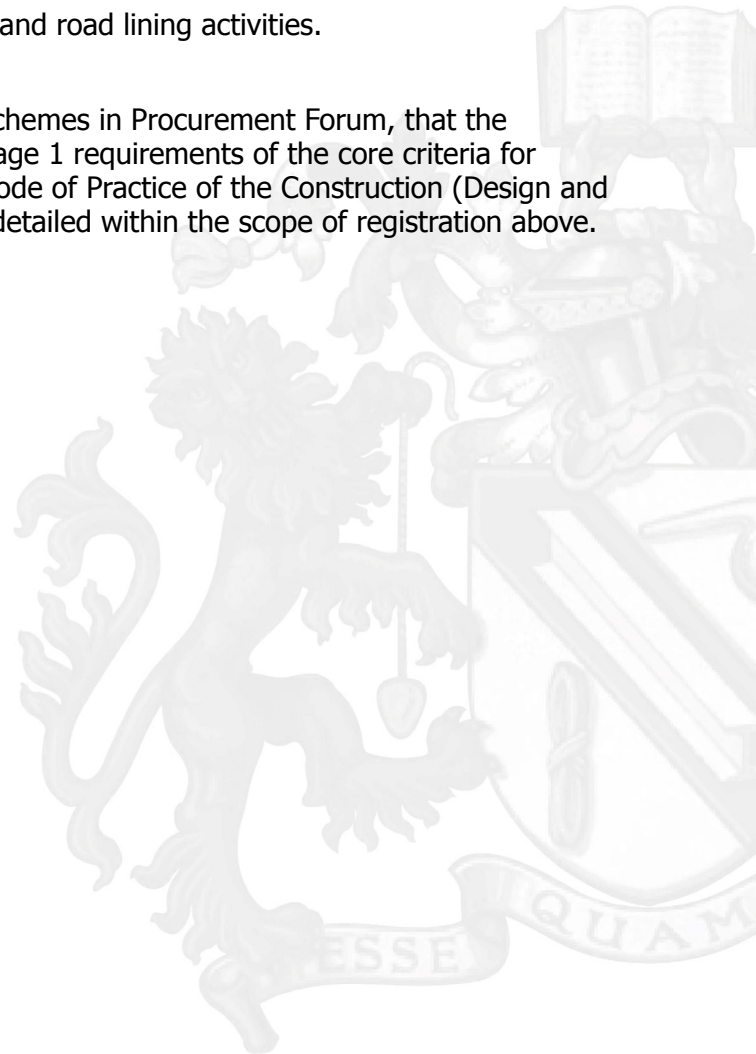 and road lining activities.
chemes in Procurement Forum, that the
age 1 requirements of the core criteria for
ode of Practice of the Construction (Design and
detailed within the scope of registration above.
ESSE
QUAM